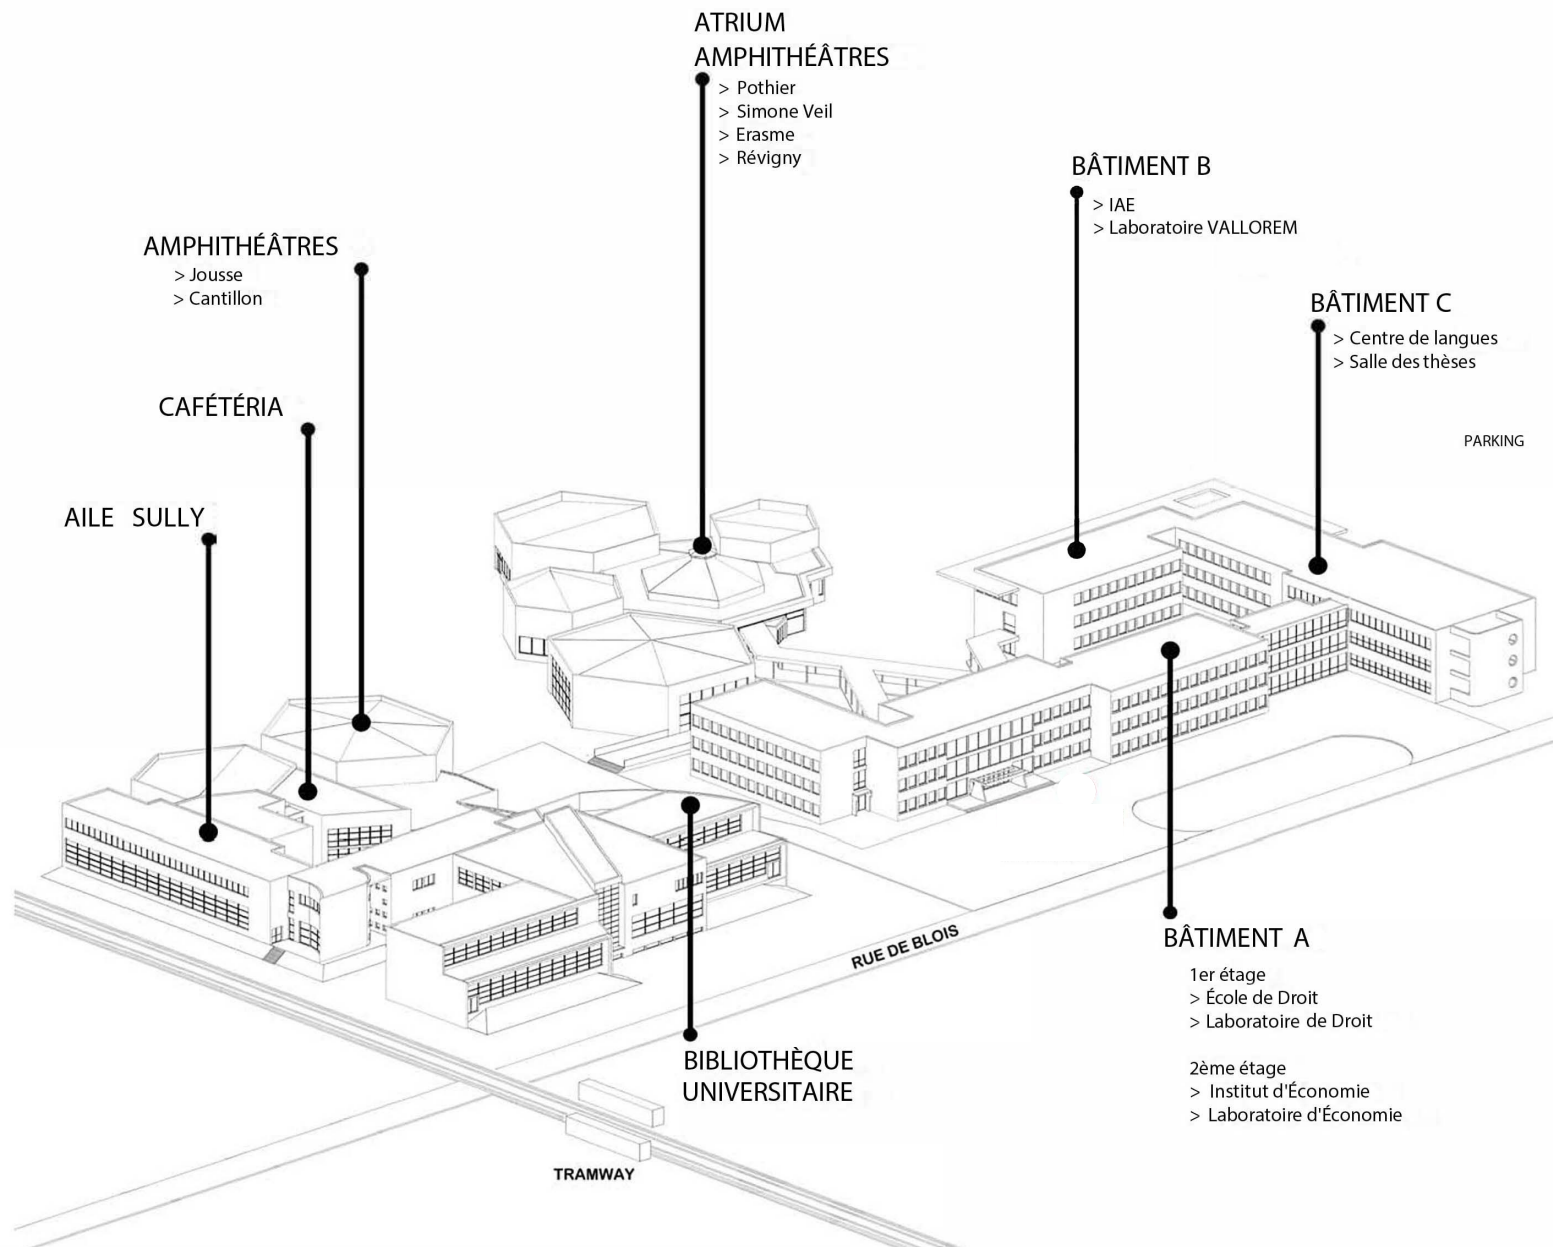 ATRIUM
AMPHITHÉÂTRES
> Pothier
> Simone Veil
> Erasme
> Révigny
BÂTIMENT B
> IAE
> Laboratoire VALLOREM
AMPHITHÉÂTRES
> Jousse
> Cantillon
BÂTIMENT C
> Centre de langues
> Salle des thèses
CAFÉTÉRIA
PARKING
AILE SULLY
RUE DE BLOIS
BÂTIMENT A
1er étage
> École de Droit
> Laboratoire de Droit
2ème étage
> Institut d'Économie
> Laboratoire d'Économie
BIBLIOTHÈQUE
UNIVERSITAIRE
TRAMWAY